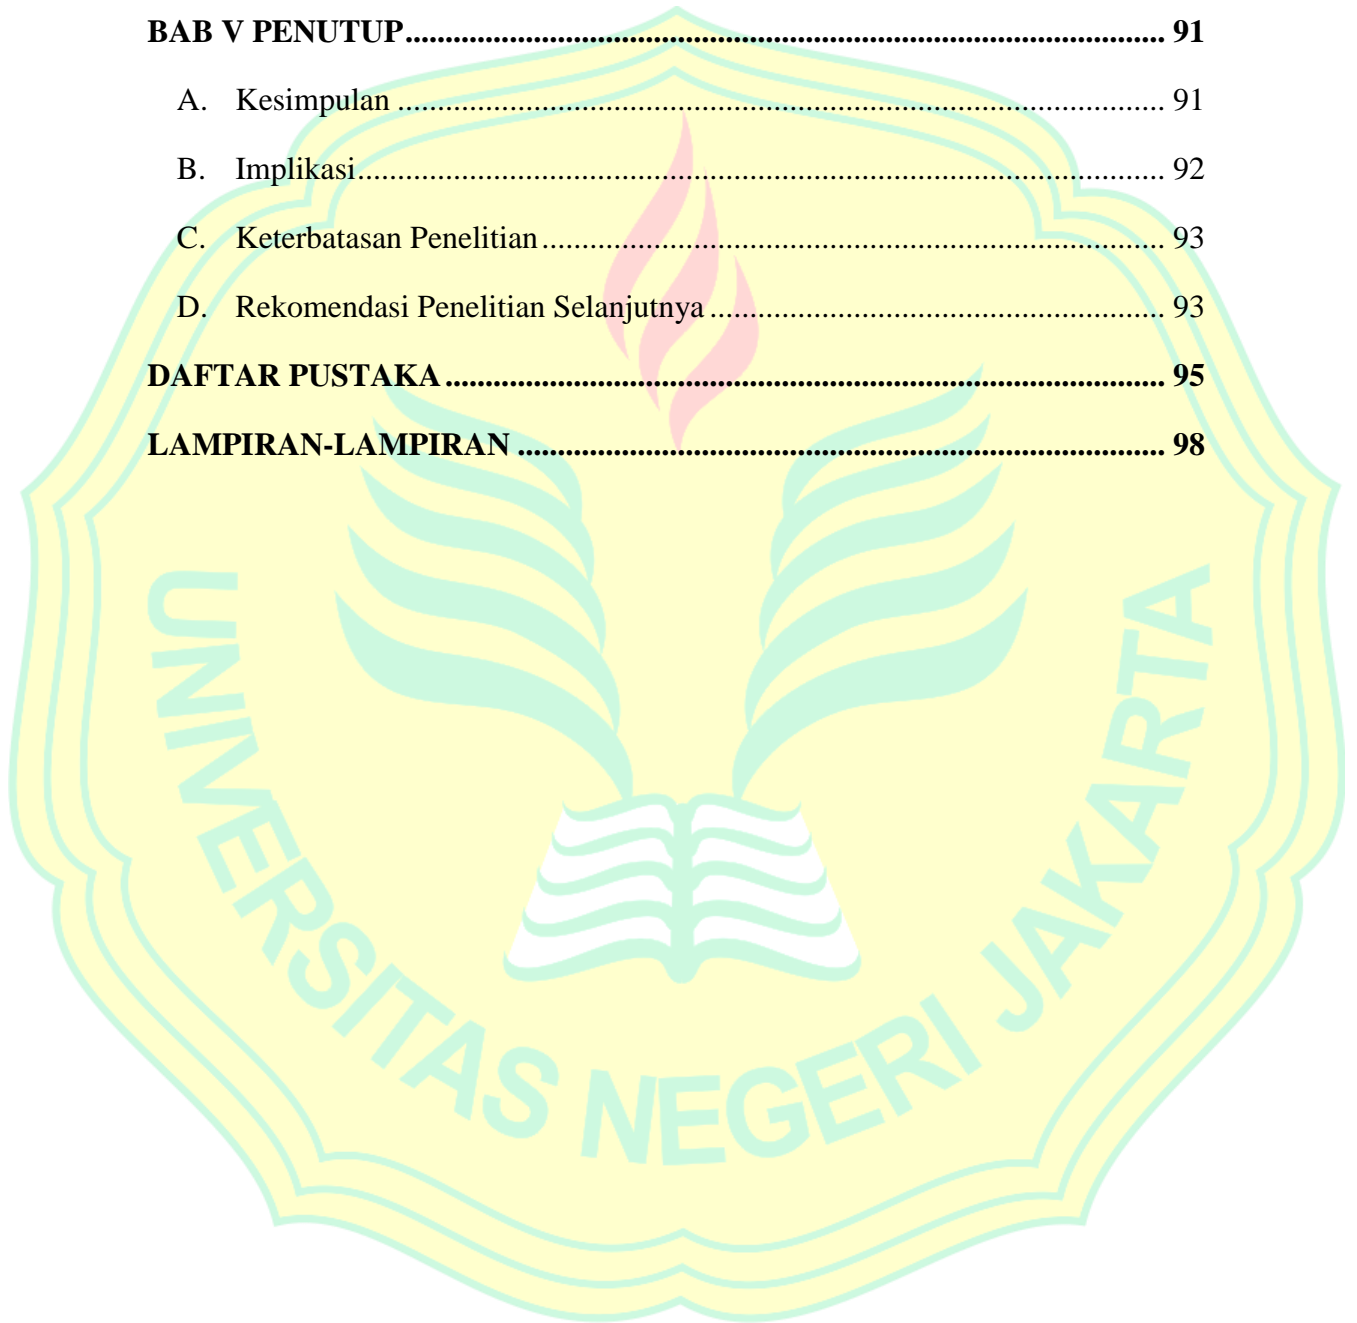 BAB V PENUTUP............................................................................................... 91
A. Kesimpulan ................................................................................................ 91
B. Implikasi..................................................................................................... 92
C. Keterbatasan Penelitian .............................................................................. 93
D. Rekomendasi Penelitian Selanjutnya ......................................................... 93
DAFTAR PUSTAKA .......................................................................................... 95
LAMPIRAN-LAMPIRAN ................................................................................. 98
UNIVERSITAS NEGERI JAKARTA